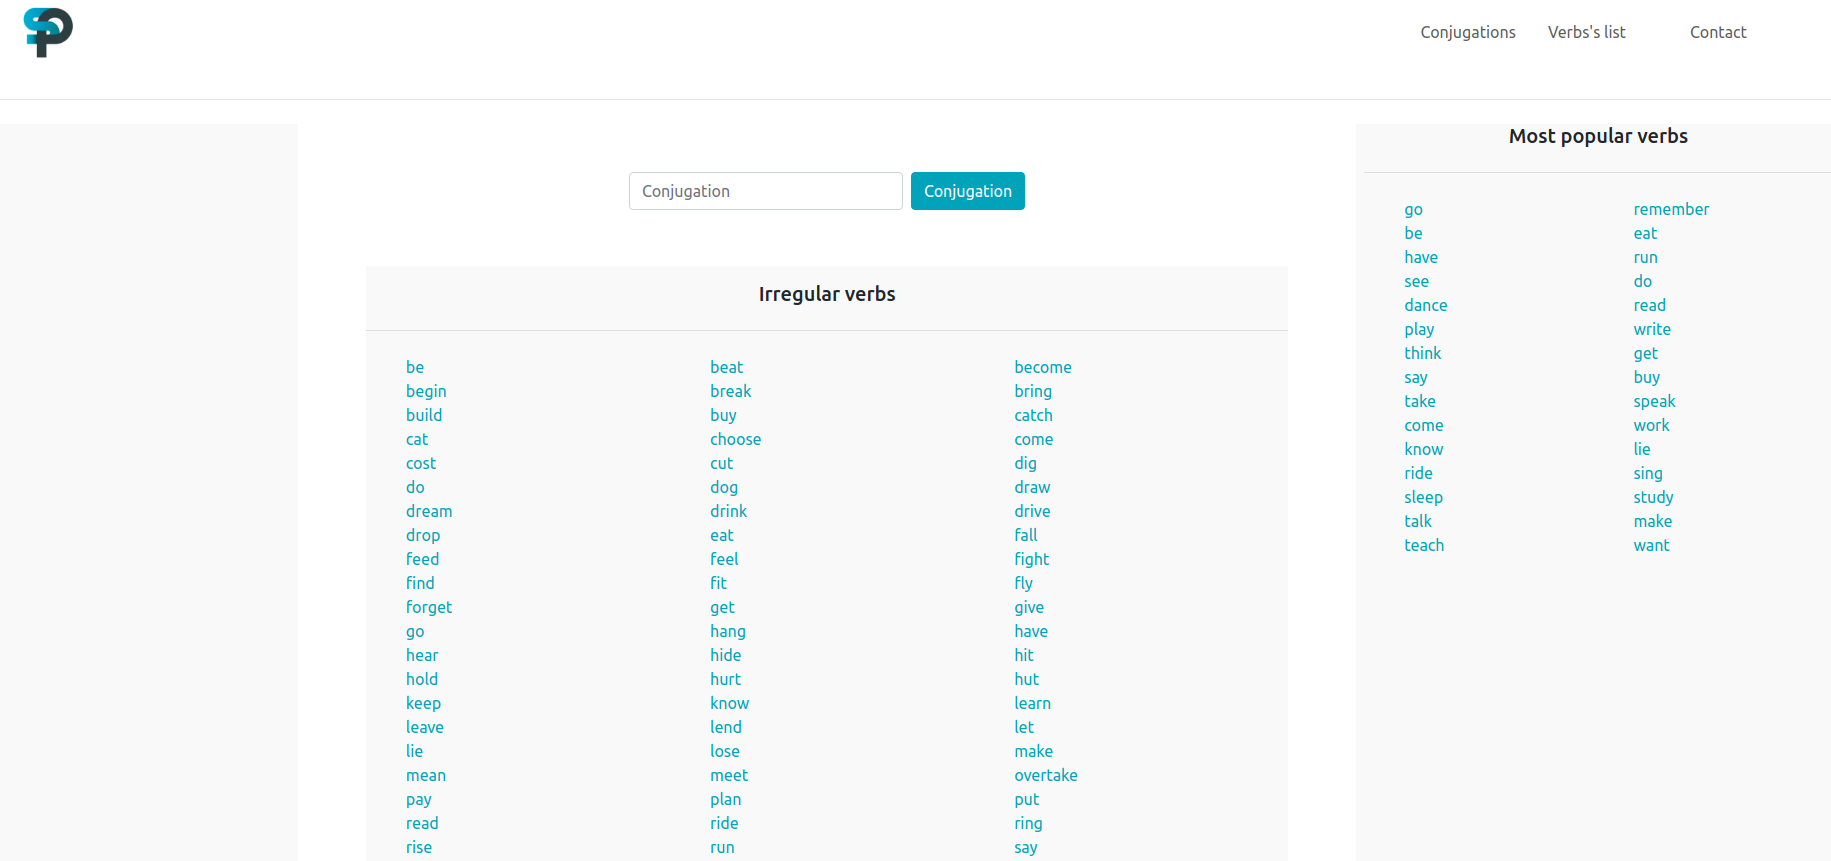 SP
Conjugations Verbs's list Contact
Conjugation Conjugation
Irregular verbs
be beat become
begin break bring
build buy catch
cat choose come
cost cut dig
do dog draw
dream drink drive
drop eat fall
feed feel fight
find fit fly
forget get give
go hang have
hear hide hit
hold hurt hut
keep know learn
leave lend let
lie lose make
mean meet overtake
pay plan put
read ride ring
rise run say
Most popular verbs
go remember
be eat
have run
see do
dance read
play write
think get
say buy
take speak
come work
know lie
ride sing
sleep study
talk make
teach want